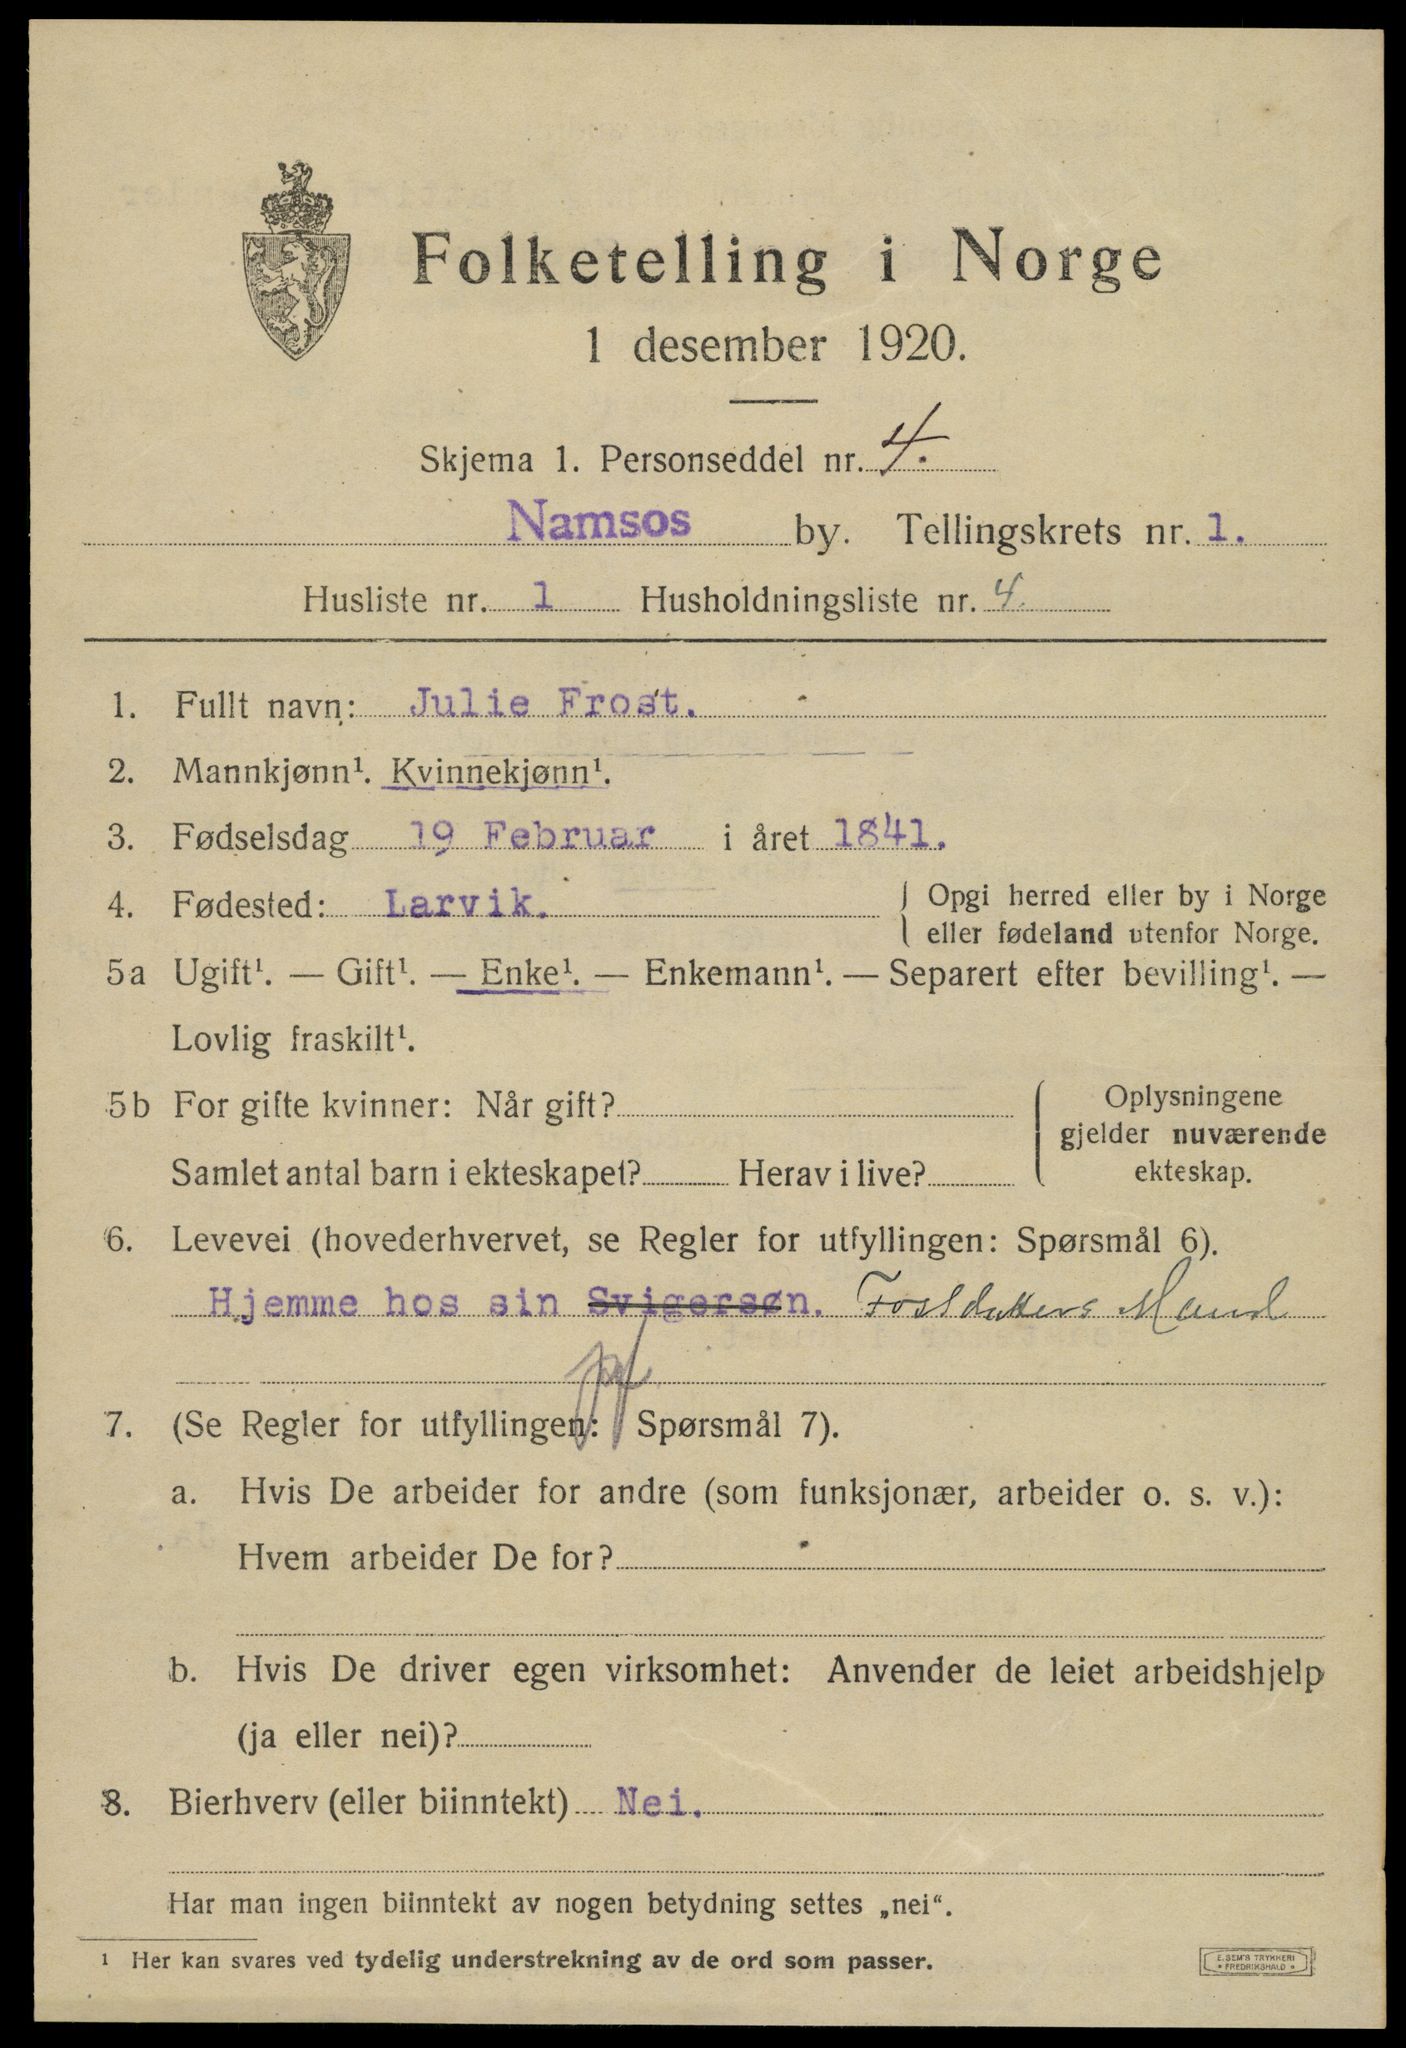 Folketelling i Norge
1 desember 1920.
Skjema 1. Personseddel nr. 4.
Namsos by. Tellingskrets nr. 1.
Husliste nr. 1 Husholdningsliste nr. 4.
1. Fullt navn: Julie Frost.
2. Mannkjønn¹. Kvinnekjønn¹.
3. Fødselsdag 19 Februar i året 1841.
4. Fødested: Larvik. { Opgi herred eller by i Norge
eller fødeland utenfor Norge.
5a Ugift¹. — Gift¹. — Enke¹. — Enkemann¹. — Separert efter bevilling¹. —
Lovlig fraskilt¹.
5b For gifte kvinner: Når gift? { Oplysningene
gjelder nuværende
Samlet antal barn i ekteskapet? Herav i live? ekteskap.
6. Levevei (hovederhvervet, se Regler for utfyllingen: Spørsmål 6).
Hjemme hos sin Svigersøn. Fostdatters Mand
7. (Se Regler for utfyllingen: Spørsmål 7).
a. Hvis De arbeider for andre (som funksjonær, arbeider o. s. v.):
Hvem arbeider De for?
b. Hvis De driver egen virksomhet: Anvender de leiet arbeidshjelp
(ja eller nei)?
8. Bierhverv (eller biinntekt) Nei.
Har man ingen biinntekt av nogen betydning settes „nei“.
¹ Her kan svares ved tydelig understrekning av de ord som passer.
E. SEM'S TRYKKERI
* FREDRIKSHALD *